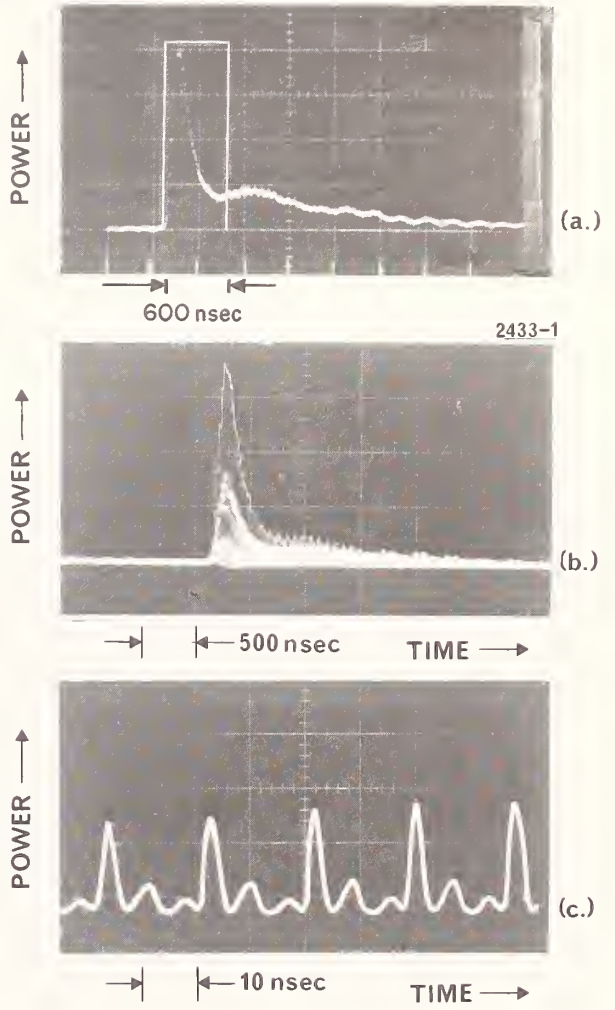 POWER
(a.)
600 nsec
2433-1
POWER
(b.)
500 nsec
TIME
POWER
(c.)
10 nsec
TIME